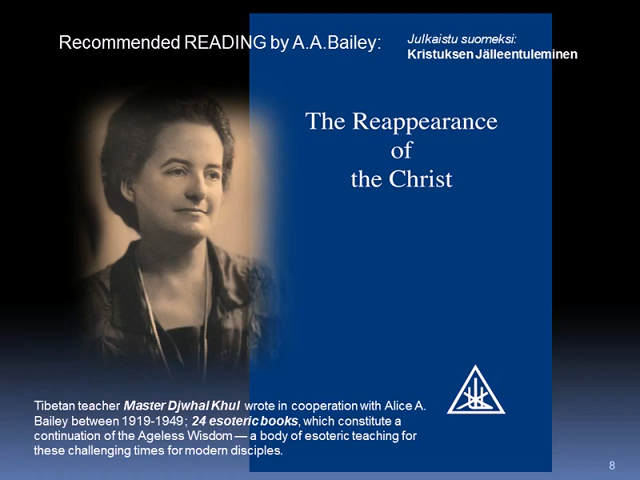 Recommended READING by A.A.Bailey:
Julkaistu suomeksi:
Kristuksen Jälleentuleminen
The Reappearance
of
the Christ
Tibetan teacher Master Djwhal Khul wrote in cooperation with Alice A.
Bailey between 1919-1949; 24 esoteric books, which constitute a
continuation of the Ageless Wisdom — a body of esoteric teaching for
these challenging times for modern disciples.
8